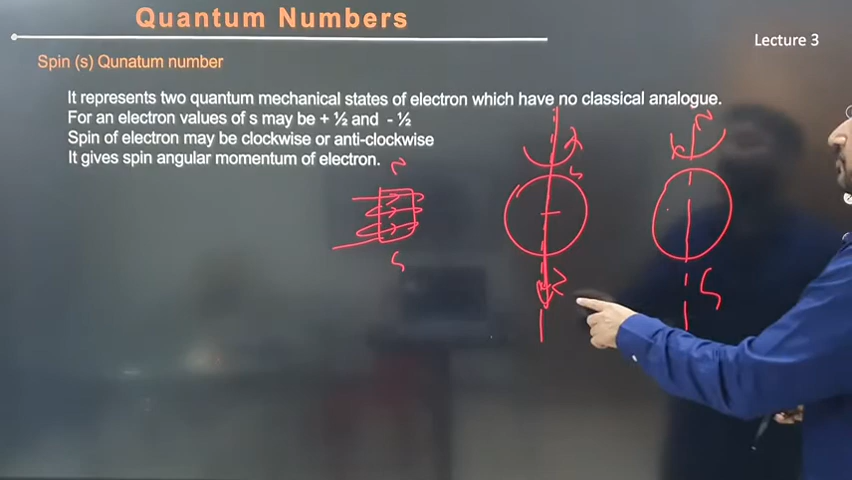 Quantum Numbers
Lecture 3
Spin (s) Qunatum number
It represents two quantum mechanical states of electron which have no classical analogue.
For an electron values of s may be + ½ and - ½
Spin of electron may be clockwise or anti-clockwise
It gives spin angular momentum of electron.
N
S
S
N
N
S